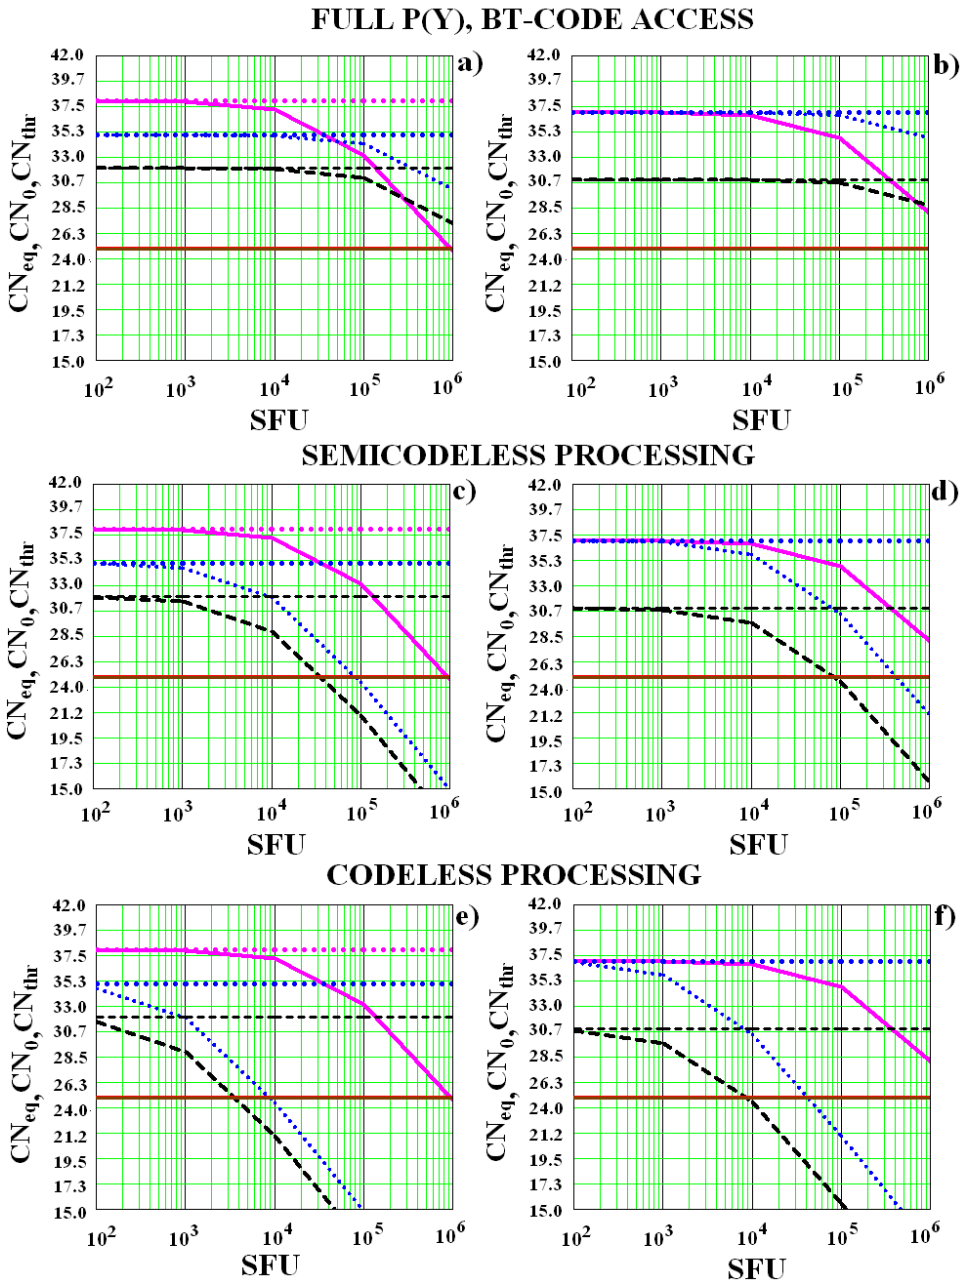 FULL P(Y), BT-CODE ACCESS
a)
CNeq, CN0, CNthr
42.0
39.7
37.5
35.3
33.0
30.7
28.5
26.3
24.0
21.2
19.5
17.3
15.0
10^2 10^3 10^4 10^5 10^6
SFU
b)
CNeq, CN0, CNthr
42.0
39.7
37.5
35.3
33.0
30.7
28.5
26.3
24.0
21.2
19.5
17.3
15.0
10^2 10^3 10^4 10^5 10^6
SFU
SEMICODELESS PROCESSING
c)
CNeq, CN0, CNthr
42.0
39.7
37.5
35.3
33.0
30.7
28.5
26.3
24.0
21.2
19.5
17.3
15.0
10^2 10^3 10^4 10^5 10^6
SFU
d)
CNeq, CN0, CNthr
42.0
39.7
37.5
35.3
33.0
30.7
28.5
26.3
24.0
21.2
19.5
17.3
15.0
10^2 10^3 10^4 10^5 10^6
SFU
CODELESS PROCESSING
e)
CNeq, CN0, CNthr
42.0
39.7
37.5
35.3
33.0
30.7
28.5
26.3
24.0
21.2
19.5
17.3
15.0
10^2 10^3 10^4 10^5 10^6
SFU
f)
CNeq, CN0, CNthr
42.0
39.7
37.5
35.3
33.0
30.7
28.5
26.3
24.0
21.2
19.5
17.3
15.0
10^2 10^3 10^4 10^5 10^6
SFU